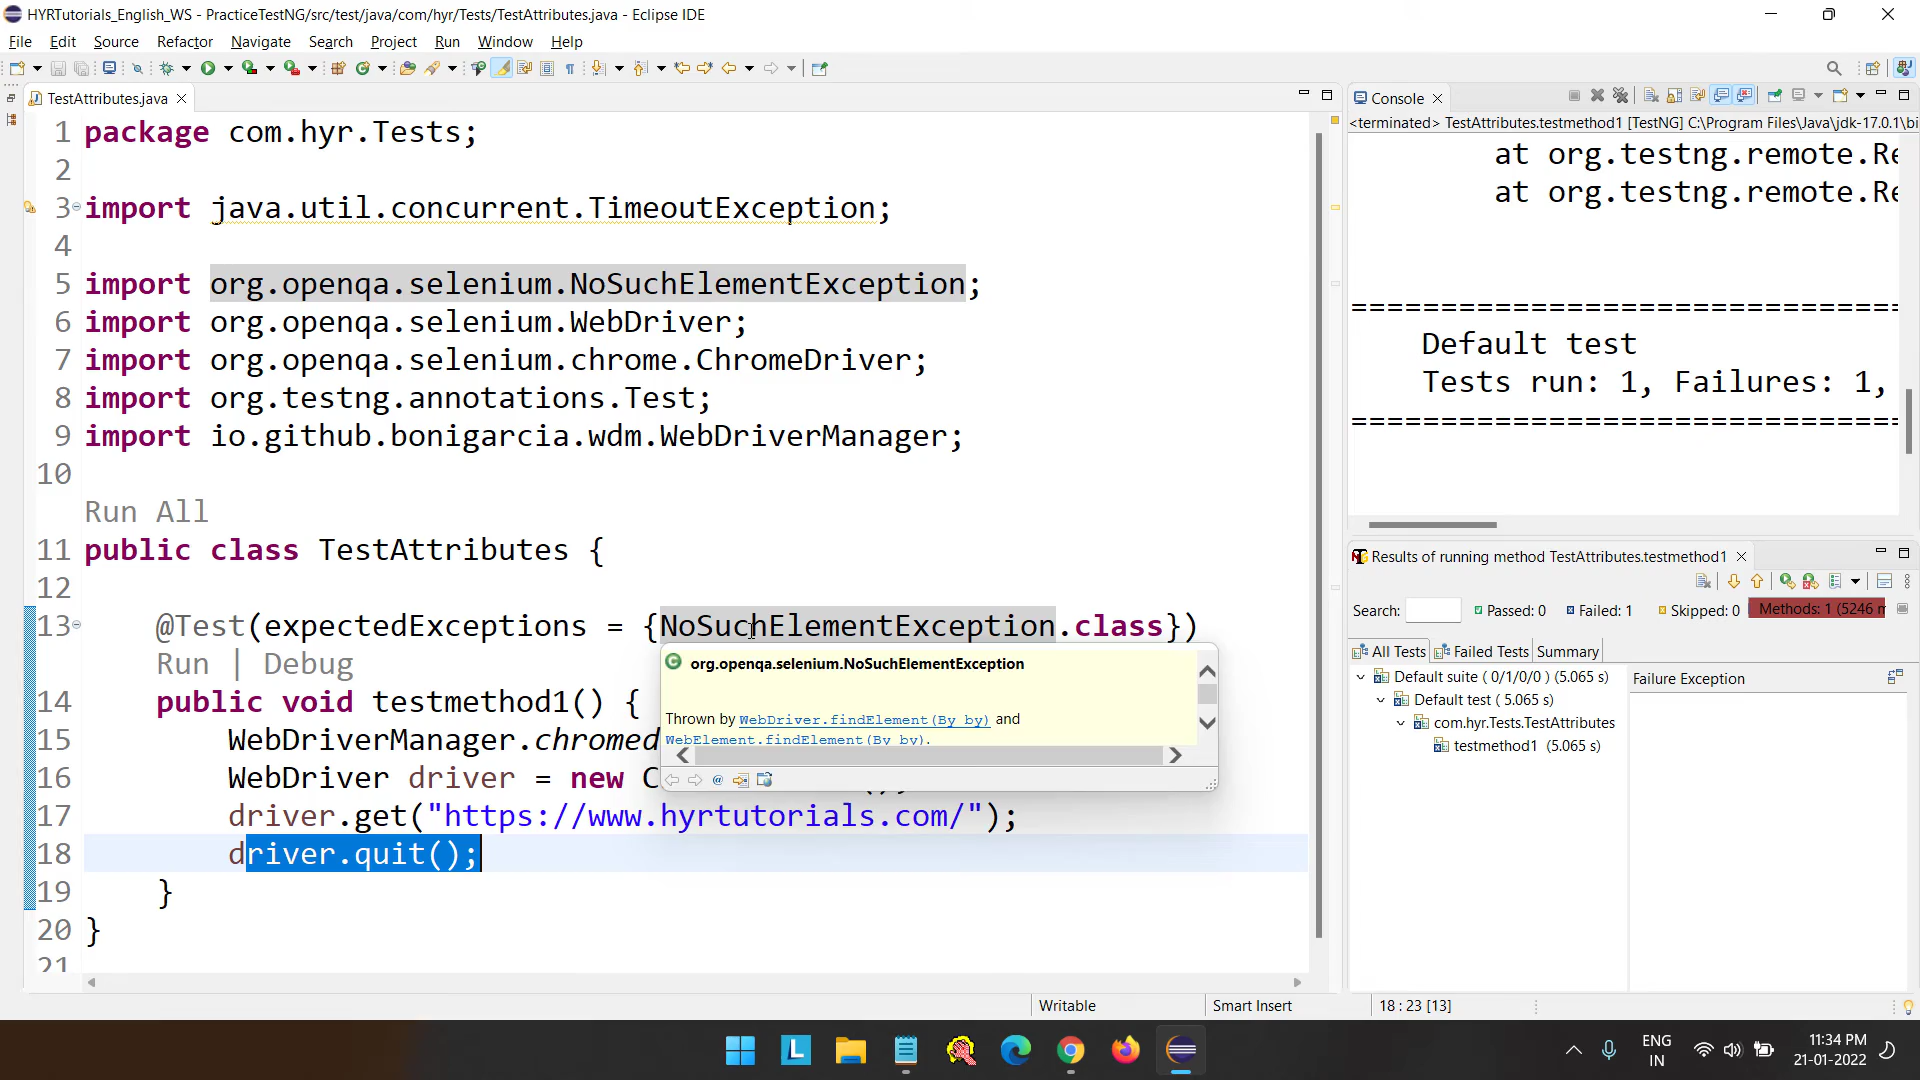 HYRTutorials_English_WS - PracticeTestNG/src/test/java/com/hyr/Tests/TestAttributes.java - Eclipse IDE
File Edit Source Refactor Navigate Search Project Run Window Help
TestAttributes.java
1 package com.hyr.Tests;
2
3 import java.util.concurrent.TimeoutException;
4
5 import org.openqa.selenium.NoSuchElementException;
6 import org.openqa.selenium.WebDriver;
7 import org.openqa.selenium.chrome.ChromeDriver;
8 import org.testng.annotations.Test;
9 import io.github.bonigarcia.wdm.WebDriverManager;
10
Run All
11 public class TestAttributes {
12
13 @Test(expectedExceptions = {NoSuchElementException.class})
Run | Debug
org.openqa.selenium.NoSuchElementException
14 public void testmethod1() {
Thrown by WebDriver.findElement(By by) and
WebElement.findElement(By by).
15 WebDriverManager.chromed
16 WebDriver driver = new C
17 driver.get("https://www.hyrtutorials.com/");
18 driver.quit();
19 }
20 }
21
Console
<terminated> TestAttributes.testmethod1 [TestNG] C:\Program Files\Java\jdk-17.0.1\bi
at org.testng.remote.Re
at org.testng.remote.Re
===============================
Default test
Tests run: 1, Failures: 1,
===============================
Results of running method TestAttributes.testmethod1
Search: Passed: 0 Failed: 1 Skipped: 0 Methods: 1 (5246 m
All Tests Failed Tests Summary
Default suite ( 0/1/0/0 ) (5.065 s)
Default test ( 5.065 s)
com.hyr.Tests.TestAttributes
testmethod1 (5.065 s)
Failure Exception
Writable Smart Insert 18 : 23 [13]
L
ENG
IN
11:34 PM
21-01-2022